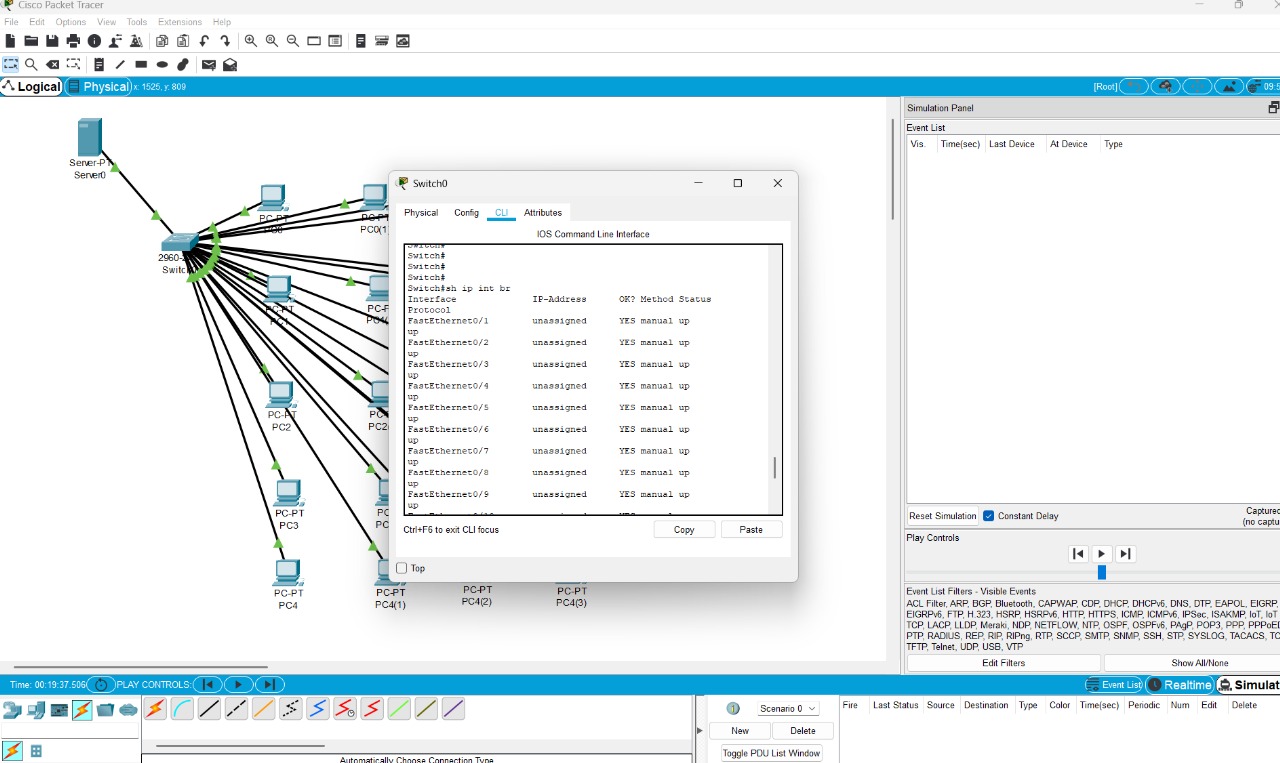 Cisco Packet Tracer
File Edit Options View Tools Extensions Help
Logical
Physical x: 1525, y: 809
[Root]
09:5
Server-PT
Server0
PC-PT
PC0
PC-PT
PC0(1)
2960-2
Switch0
PC-PT
PC1
PC-PT
PC2
PC-PT
PC3
PC-PT
PC4
PC-PT
PC4(1)
PC-PT
PC4(2)
PC-PT
PC4(3)
Switch0
Physical Config CLI Attributes
IOS Command Line Interface
Switch#
Switch#
Switch#
Switch#
Switch#sh ip int br
Interface IP-Address OK? Method Status
Protocol
FastEthernet0/1 unassigned YES manual up
up
FastEthernet0/2 unassigned YES manual up
up
FastEthernet0/3 unassigned YES manual up
up
FastEthernet0/4 unassigned YES manual up
up
FastEthernet0/5 unassigned YES manual up
up
FastEthernet0/6 unassigned YES manual up
up
FastEthernet0/7 unassigned YES manual up
up
FastEthernet0/8 unassigned YES manual up
up
FastEthernet0/9 unassigned YES manual up
up
Ctrl+F6 to exit CLI focus
Copy Paste
Top
Simulation Panel
Event List
Vis. Time(sec) Last Device At Device Type
Reset Simulation Constant Delay
Captured
(no captu
Play Controls
Event List Filters - Visible Events
ACL Filter, ARP, BGP, Bluetooth, CAPWAP, CDP, DHCP, DHCPv6, DNS, DTP, EAPOL, EIGRP,
EIGRPv6, FTP, H.323, HSRP, HSRPv6, HTTP, HTTPS, ICMP, ICMPv6, IPSec, ISAKMP, IoT, IoT
TCP, LACP, LLDP, Meraki, NDP, NETFLOW, NTP, OSPF, OSPFv6, PAgP, POP3, PPP, PPPoED
PTP, RADIUS, REP, RIP, RIPng, RTP, SCCP, SMTP, SNMP, SSH, STP, SYSLOG, TACACS, TC
TFTP, Telnet, UDP, USB, VTP
Edit Filters Show All/None
Time: 00:19:37.506 PLAY CONTROLS:
Event List Realtime Simulat
Scenario 0
New Delete
Toggle PDU List Window
Fire Last Status Source Destination Type Color Time(sec) Periodic Num Edit Delete
Automatically Choose Connection Type